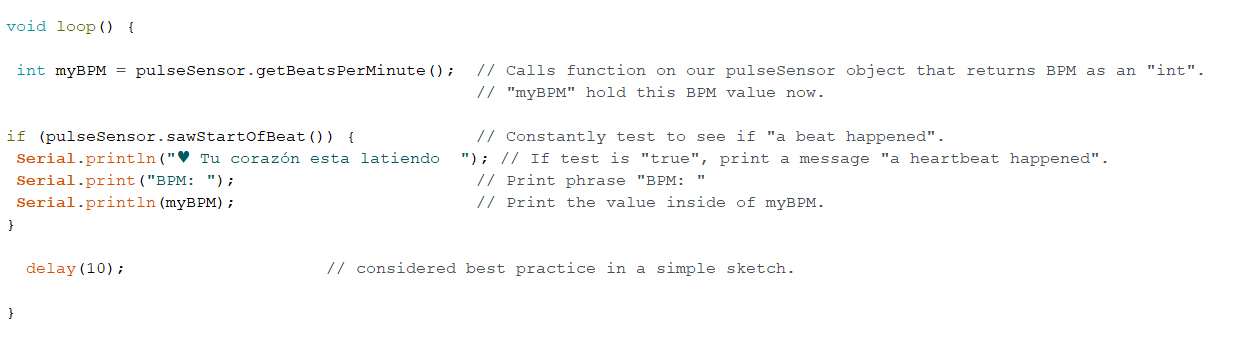 void loop() {
int myBPM = pulseSensor.getBeatsPerMinute();  // Calls function on our pulseSensor object that returns BPM as an "int".
// "myBPM" hold this BPM value now.
if (pulseSensor.sawStartOfBeat()) {            // Constantly test to see if "a beat happened".
Serial.println("♥ Tu corazón esta latiendo  "); // If test is "true", print a message "a heartbeat happened".
Serial.print("BPM: ");                        // Print phrase "BPM: "
Serial.println(myBPM);                        // Print the value inside of myBPM.
}
delay(10);                    // considered best practice in a simple sketch.
}